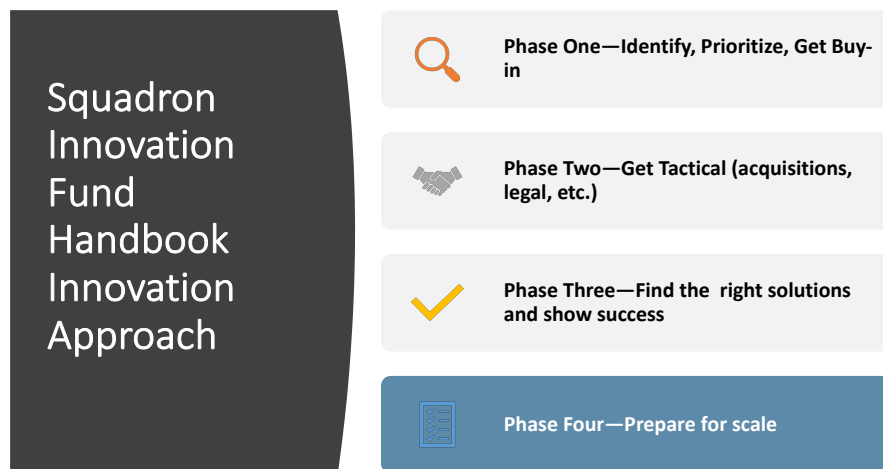 Squadron
Innovation
Fund
Handbook
Innovation
Approach
Phase One—Identify, Prioritize, Get Buy-
in
Phase Two—Get Tactical (acquisitions,
legal, etc.)
Phase Three—Find the  right solutions
and show success
Phase Four—Prepare for scale